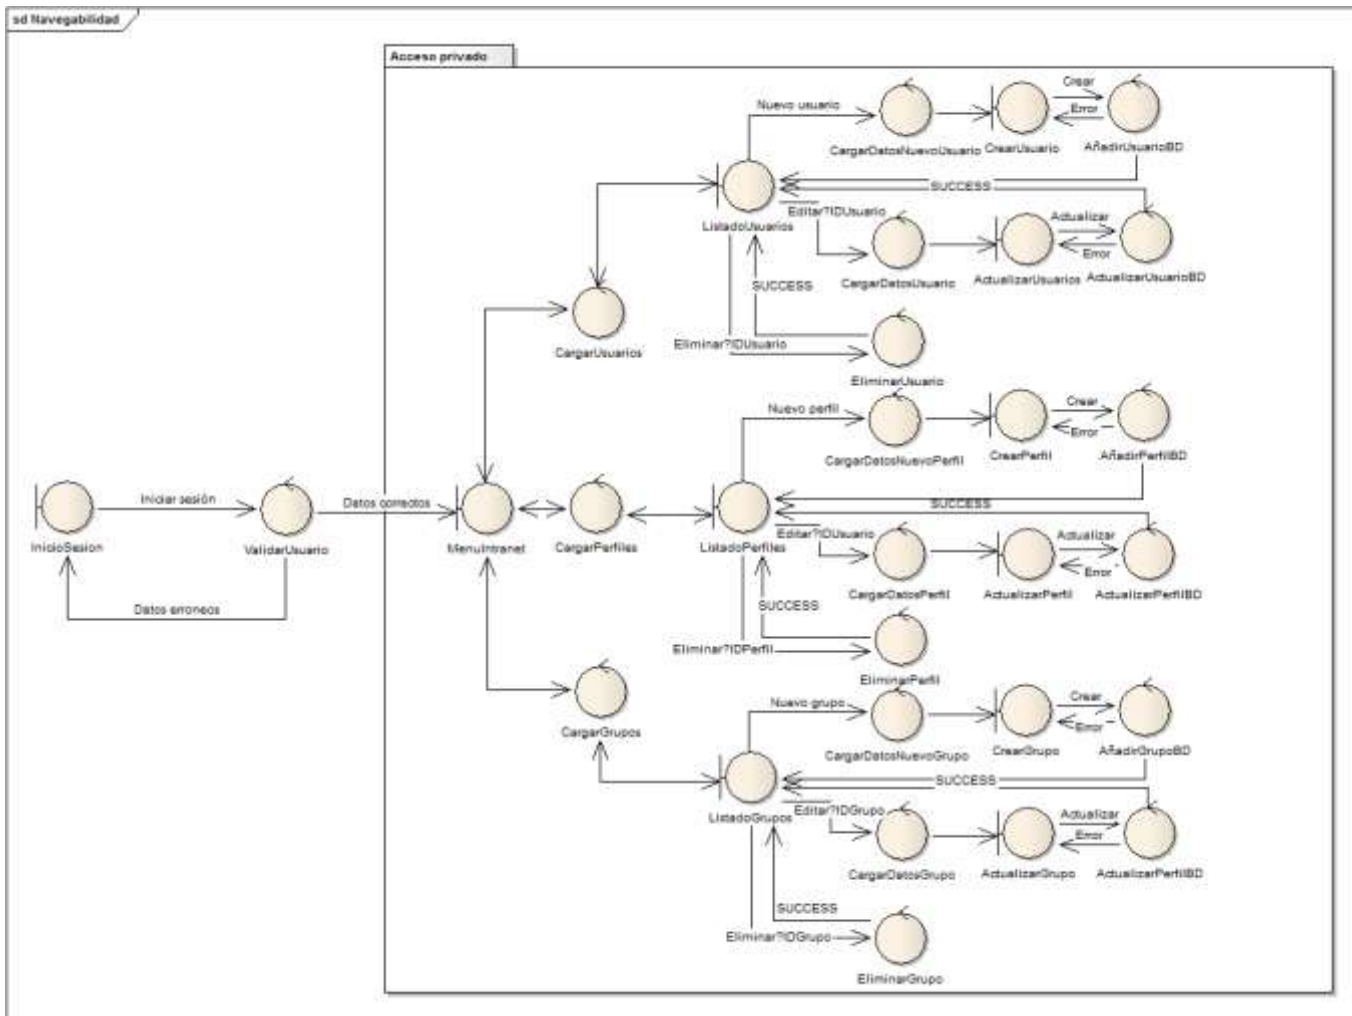 sd Navegabilidad
Acceso privado
Nuevo usuario
Crear
Error
CargarDatosNuevoUsuario
CrearUsuario
AñadirUsuarioBD
SUCCESS
Editar?IDUsuario
Actualizar
Error
ListadoUsuarios
CargarDatosUsuario
ActualizarUsuarios
ActualizarUsuarioBD
SUCCESS
Eliminar?IDUsuario
CargarUsuarios
EliminarUsuario
Nuevo perfil
Crear
Error
CargarDatosNuevoPerfil
CrearPerfil
AñadirPerfilBD
Iniciar sesión
Datos correctos
SUCCESS
Editar?IDUsuario
Actualizar
Error
InicioSesion
ValidarUsuario
MenuIntranet
CargarPerfiles
ListadoPerfiles
CargarDatosPerfil
ActualizarPerfil
ActualizarPerfilBD
Datos erroneos
SUCCESS
Eliminar?IDPerfil
EliminarPerfil
Nuevo grupo
Crear
Error
CargarGrupos
CargarDatosNuevoGrupo
CrearGrupo
AñadirGrupoBD
SUCCESS
Editar?IDGrupo
Actualizar
Error
ListadoGrupos
CargarDatosGrupo
ActualizarGrupo
ActualizarPerfilBD
SUCCESS
Eliminar?IDGrupo
EliminarGrupo